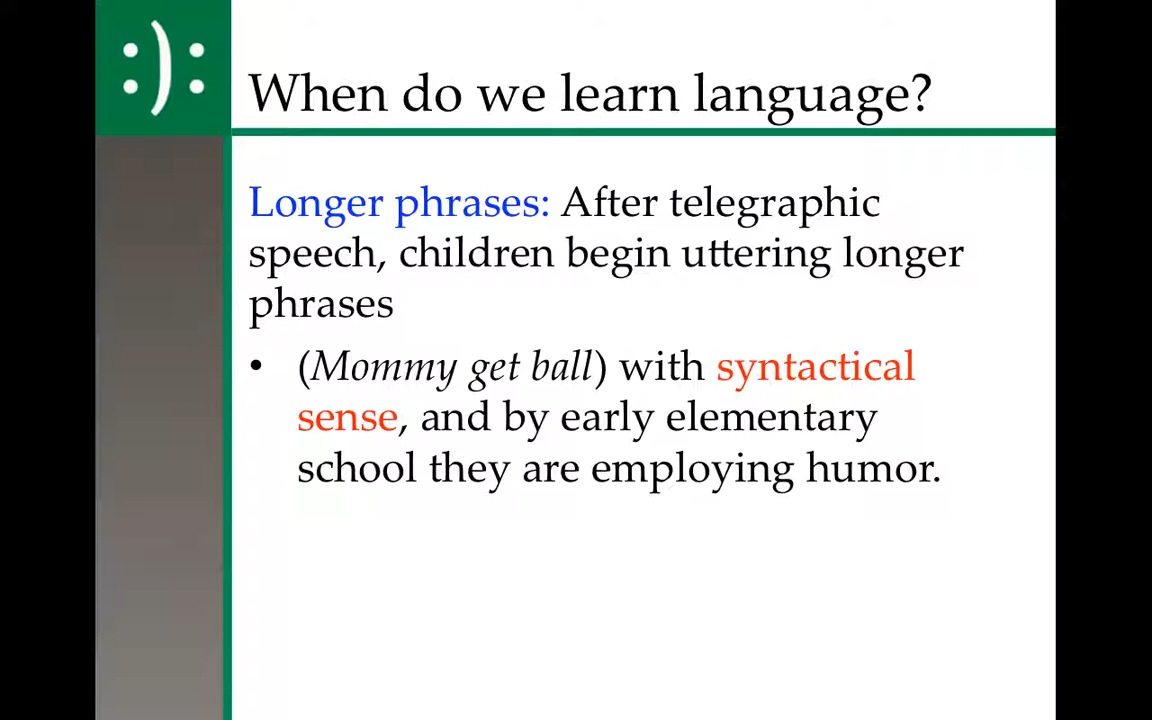 :):
When do we learn language?
Longer phrases: After telegraphic
speech, children begin uttering longer
phrases
• (Mommy get ball) with syntactical
sense, and by early elementary
school they are employing humor.